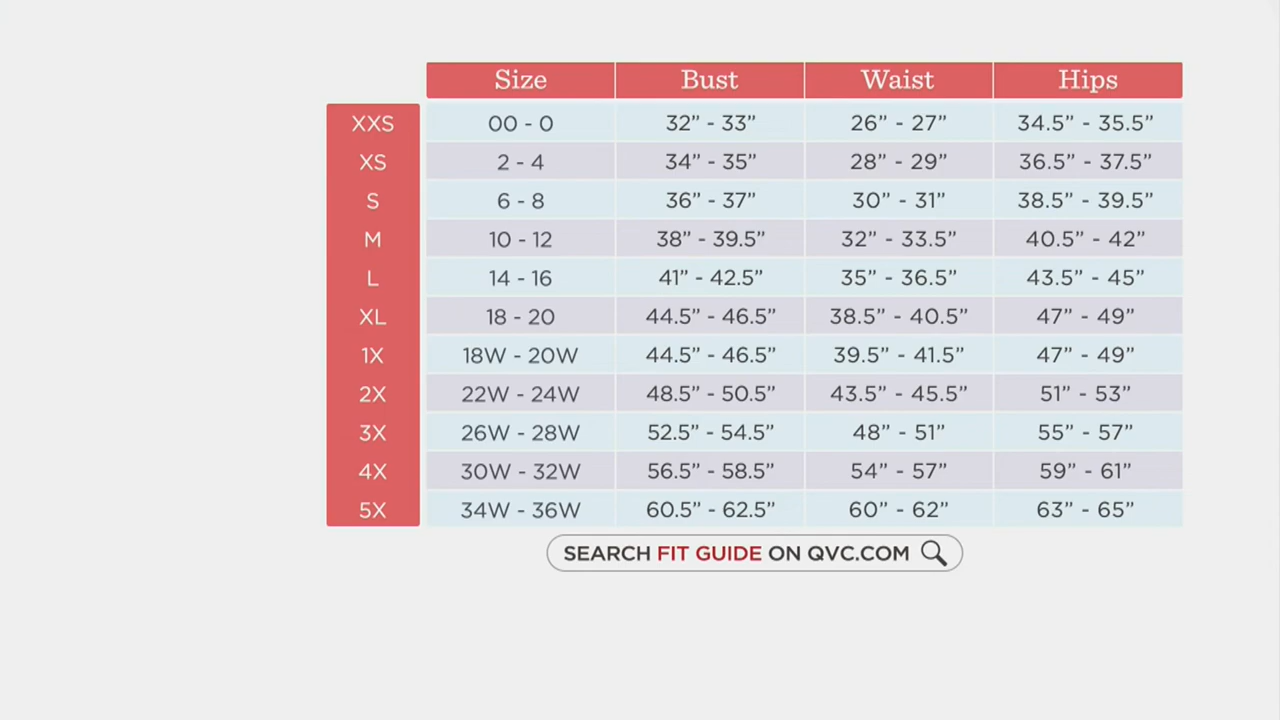 Size Bust Waist Hips
XXS 00 - 0 32” - 33” 26” - 27” 34.5” - 35.5”
XS 2 - 4 34” - 35” 28” - 29” 36.5” - 37.5”
S 6 - 8 36” - 37” 30” - 31” 38.5” - 39.5”
M 10 - 12 38” - 39.5” 32” - 33.5” 40.5” - 42”
L 14 - 16 41” - 42.5” 35” - 36.5” 43.5” - 45”
XL 18 - 20 44.5” - 46.5” 38.5” - 40.5” 47” - 49”
1X 18W - 20W 44.5” - 46.5” 39.5” - 41.5” 47” - 49”
2X 22W - 24W 48.5” - 50.5” 43.5” - 45.5” 51” - 53”
3X 26W - 28W 52.5” - 54.5” 48” - 51” 55” - 57”
4X 30W - 32W 56.5” - 58.5” 54” - 57” 59” - 61”
5X 34W - 36W 60.5” - 62.5” 60” - 62” 63” - 65”
SEARCH FIT GUIDE ON QVC.COM